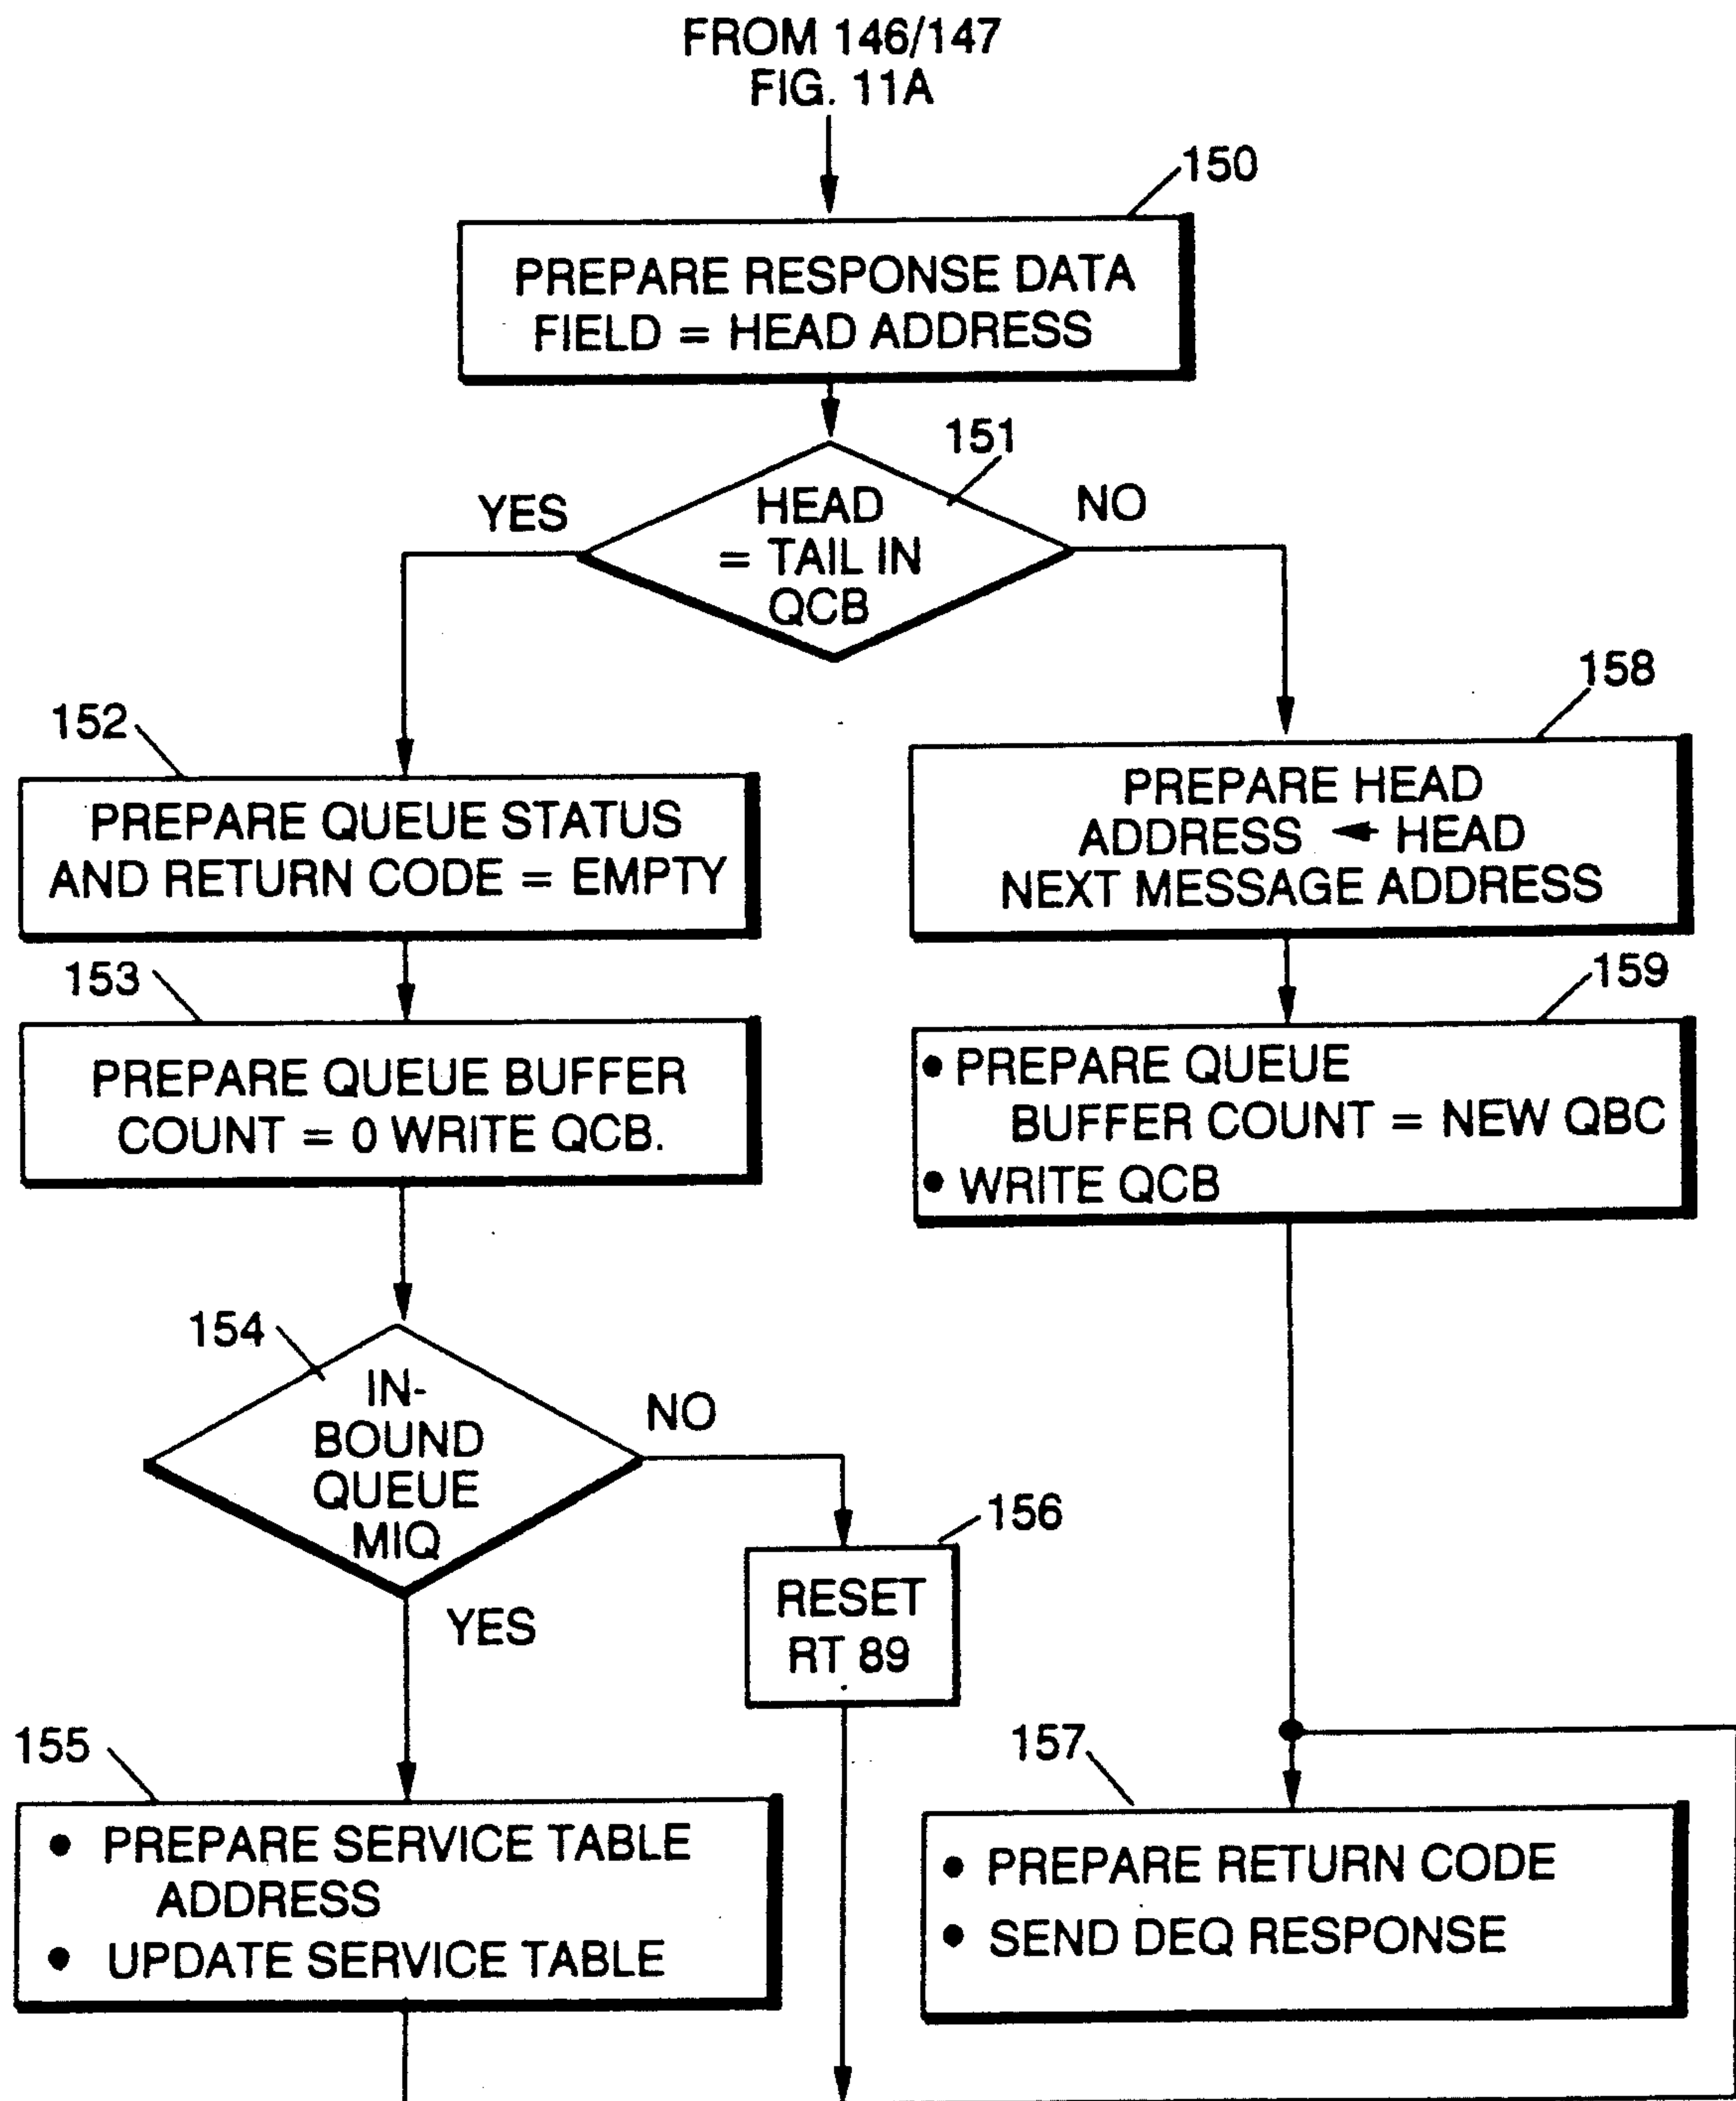 FROM 146/147
FIG. 11A
150
PREPARE RESPONSE DATA
FIELD = HEAD ADDRESS
151
YES
HEAD
= TAIL IN
QCB
NO
152
PREPARE QUEUE STATUS
AND RETURN CODE = EMPTY
158
PREPARE HEAD
ADDRESS ◄- HEAD
NEXT MESSAGE ADDRESS
153
PREPARE QUEUE BUFFER
COUNT = 0 WRITE QCB.
159
• PREPARE QUEUE
BUFFER COUNT = NEW QBC
• WRITE QCB
154
IN-
BOUND
QUEUE
MIQ
NO
YES
156
RESET
RT 89
155
• PREPARE SERVICE TABLE
ADDRESS
• UPDATE SERVICE TABLE
157
• PREPARE RETURN CODE
• SEND DEQ RESPONSE